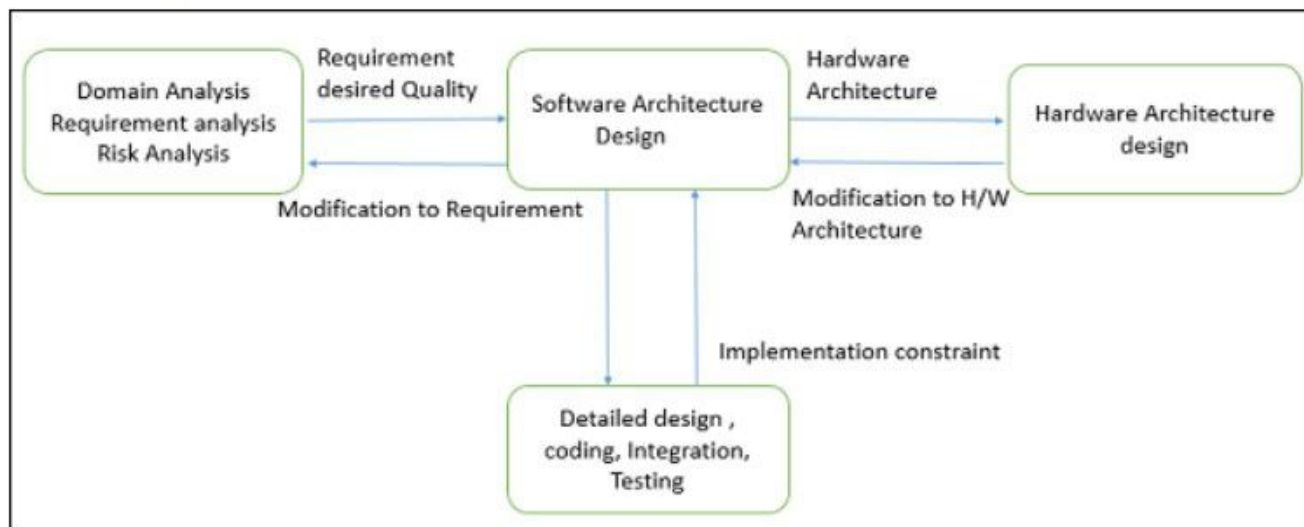 Domain Analysis
Requirement analysis
Risk Analysis
Requirement
desired Quality
Software Architecture
Design
Hardware
Architecture
Hardware Architecture
design
Modification to Requirement
Modification to H/W
Architecture
Implementation constraint
Detailed design ,
coding, Integration,
Testing